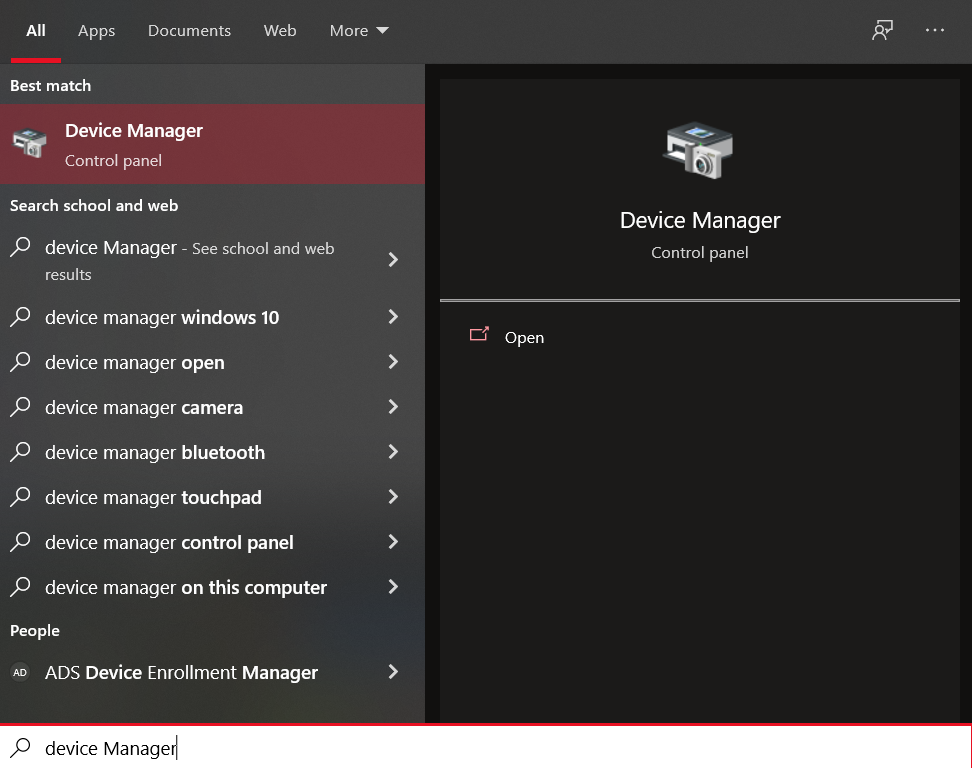 All Apps Documents Web More
Best match
Device Manager
Control panel
Search school and web
device Manager - See school and web
results
device manager windows 10
device manager open
device manager camera
device manager bluetooth
device manager touchpad
device manager control panel
device manager on this computer
People
AD ADS Device Enrollment Manager
device Manager
Device Manager
Control panel
Open